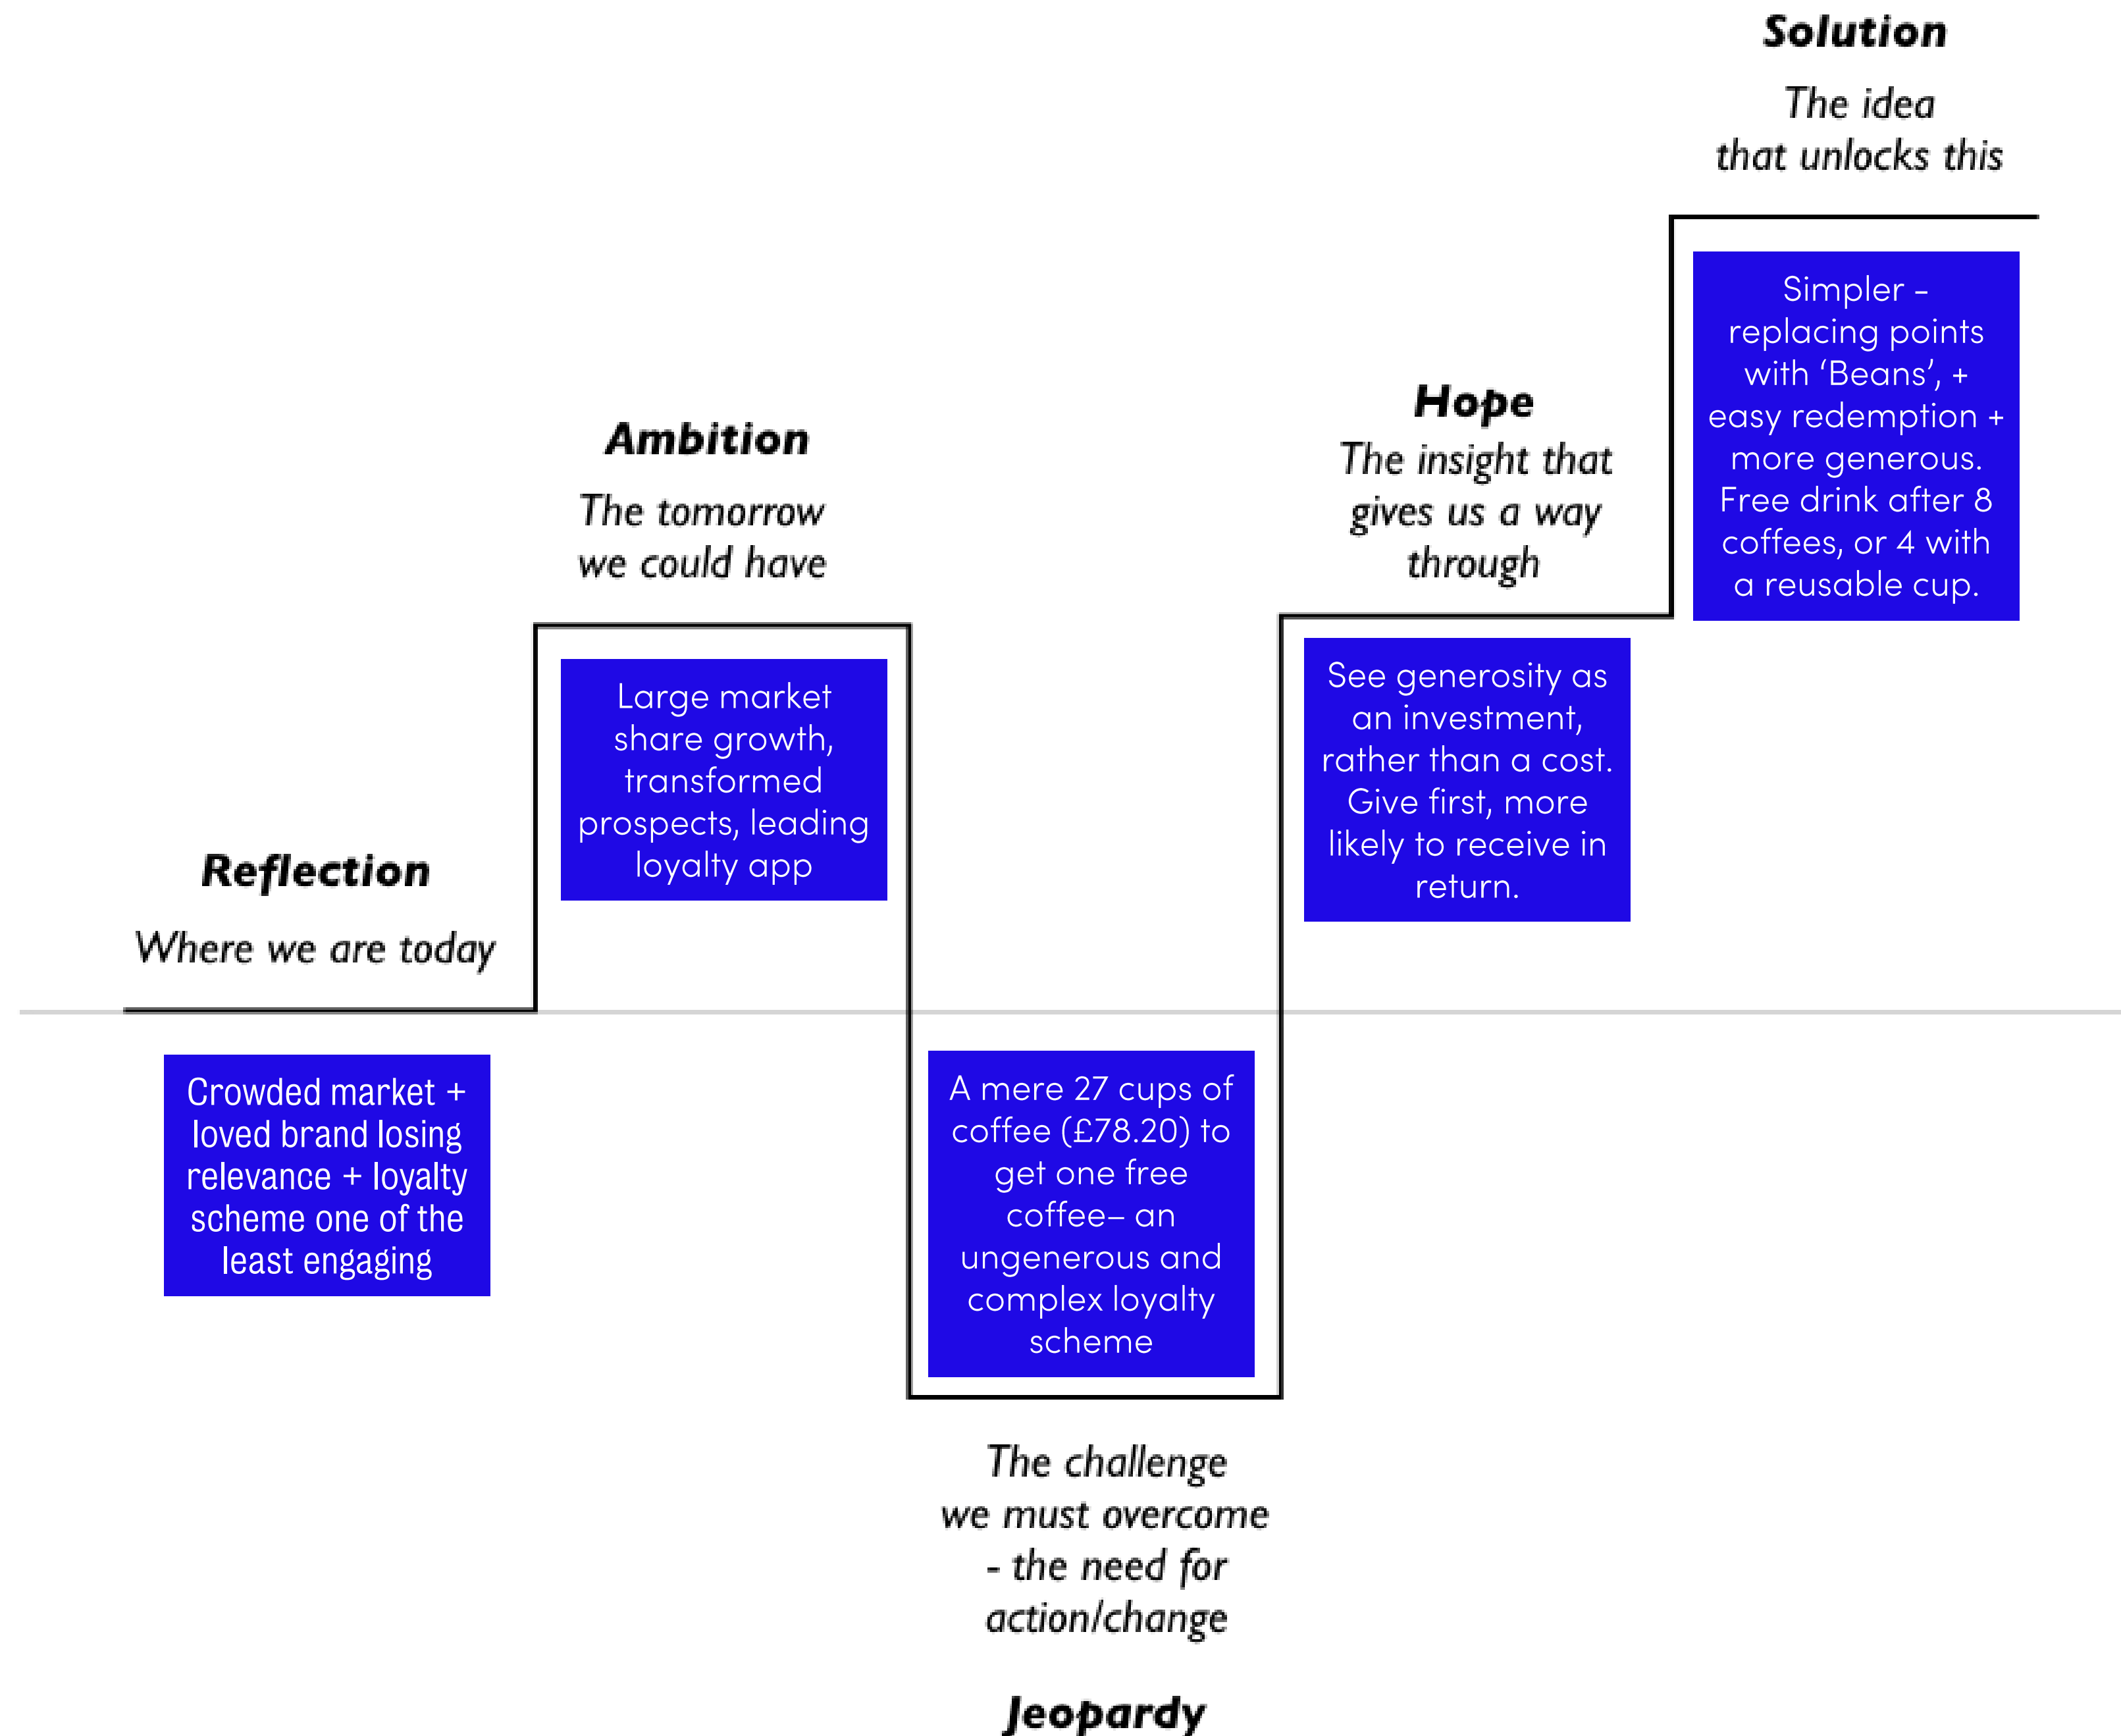 Reflection
Where we are today
Crowded market +
loved brand losing
relevance + loyalty
scheme one of the
least engaging
Ambition
The tomorrow
we could have
Large market
share growth,
transformed
prospects, leading
loyalty app
A mere 27 cups of
coffee (£78.20) to
get one free
coffee– an
ungenerous and
complex loyalty
scheme
The challenge
we must overcome
- the need for
action/change
Jeopardy
Hope
The insight that
gives us a way
through
See generosity as
an investment,
rather than a cost.
Give first, more
likely to receive in
return.
Solution
The idea
that unlocks this
Simpler -
replacing points
with ‘Beans’, +
easy redemption +
more generous.
Free drink after 8
coffees, or 4 with
a reusable cup.